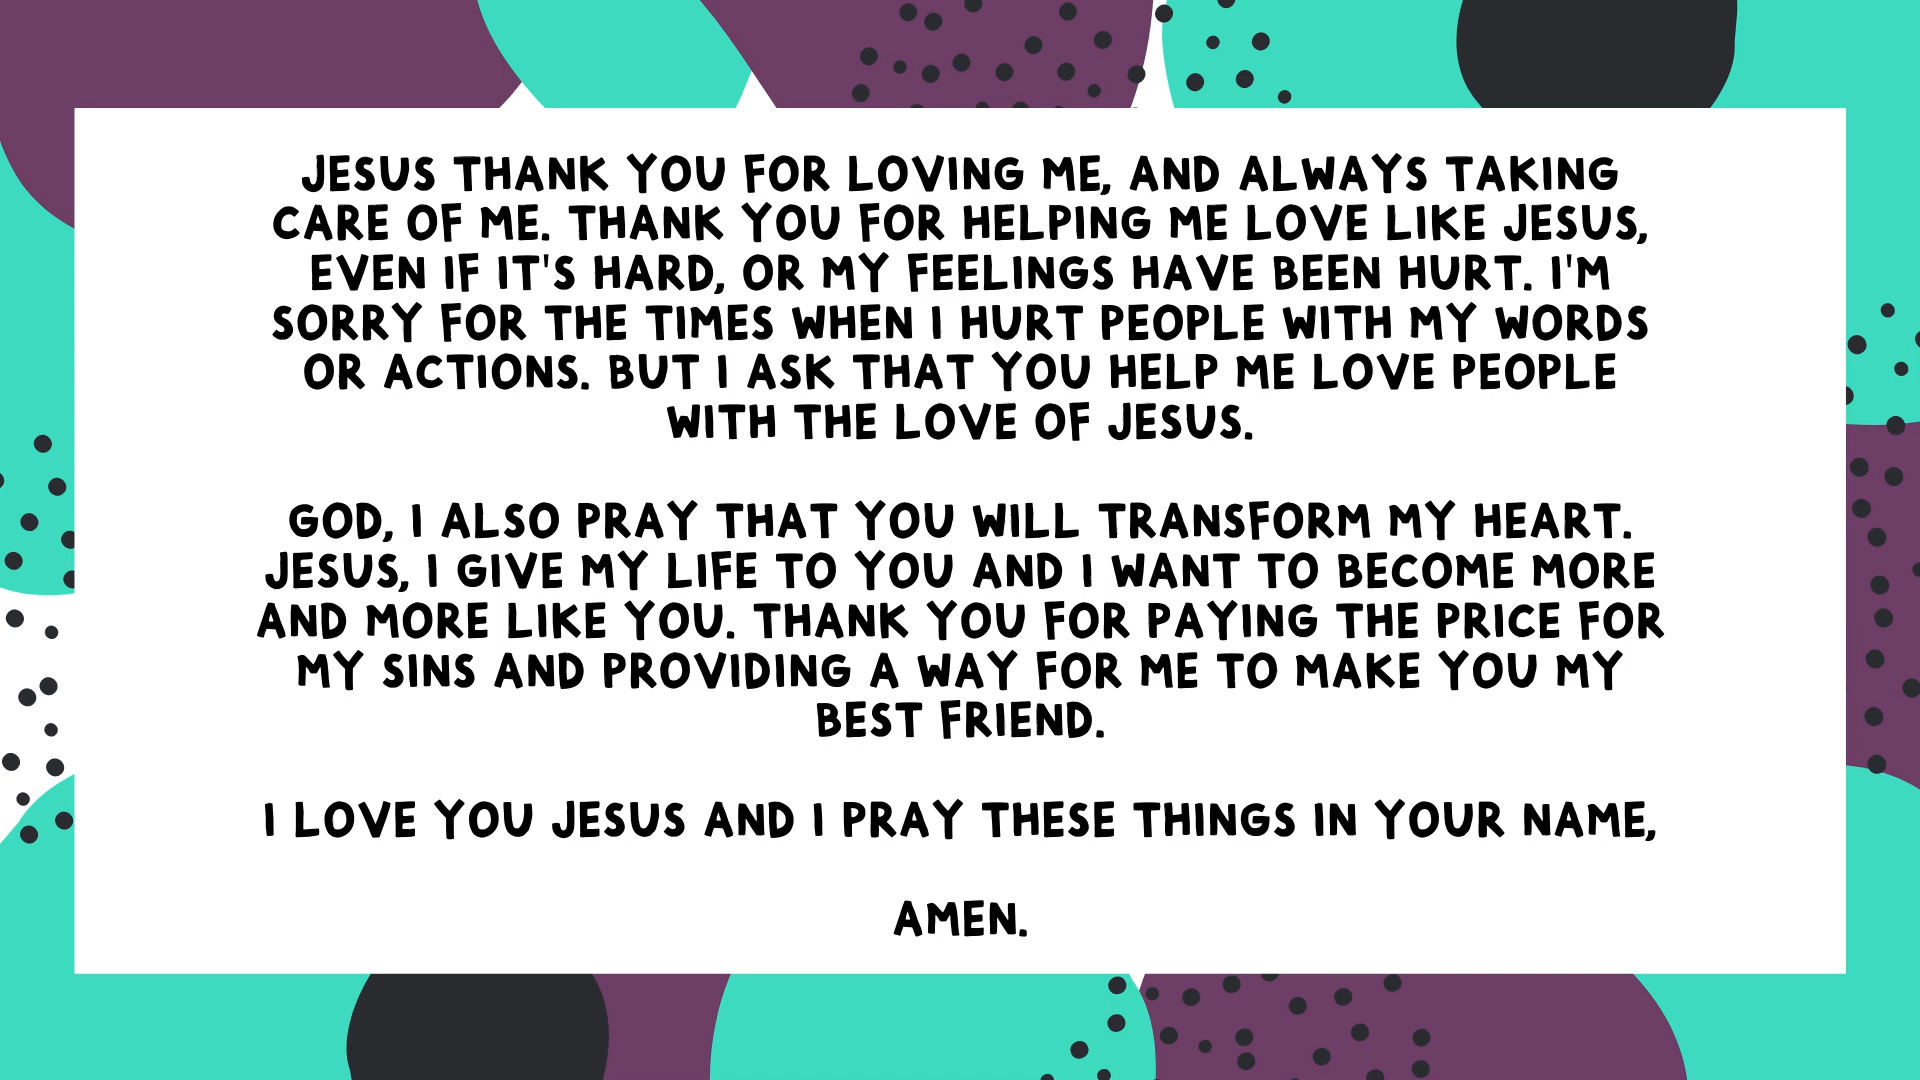 JESUS THANK YOU FOR LOVING ME, AND ALWAYS TAKING
CARE OF ME. THANK YOU FOR HELPING ME LOVE LIKE JESUS,
EVEN IF IT'S HARD, OR MY FEELINGS HAVE BEEN HURT. I'M
SORRY FOR THE TIMES WHEN I HURT PEOPLE WITH MY WORDS
OR ACTIONS. BUT I ASK THAT YOU HELP ME LOVE PEOPLE
WITH THE LOVE OF JESUS.
GOD, I ALSO PRAY THAT YOU WILL TRANSFORM MY HEART.
JESUS, I GIVE MY LIFE TO YOU AND I WANT TO BECOME MORE
AND MORE LIKE YOU. THANK YOU FOR PAYING THE PRICE FOR
MY SINS AND PROVIDING A WAY FOR ME TO MAKE YOU MY
BEST FRIEND.
I LOVE YOU JESUS AND I PRAY THESE THINGS IN YOUR NAME,
AMEN.